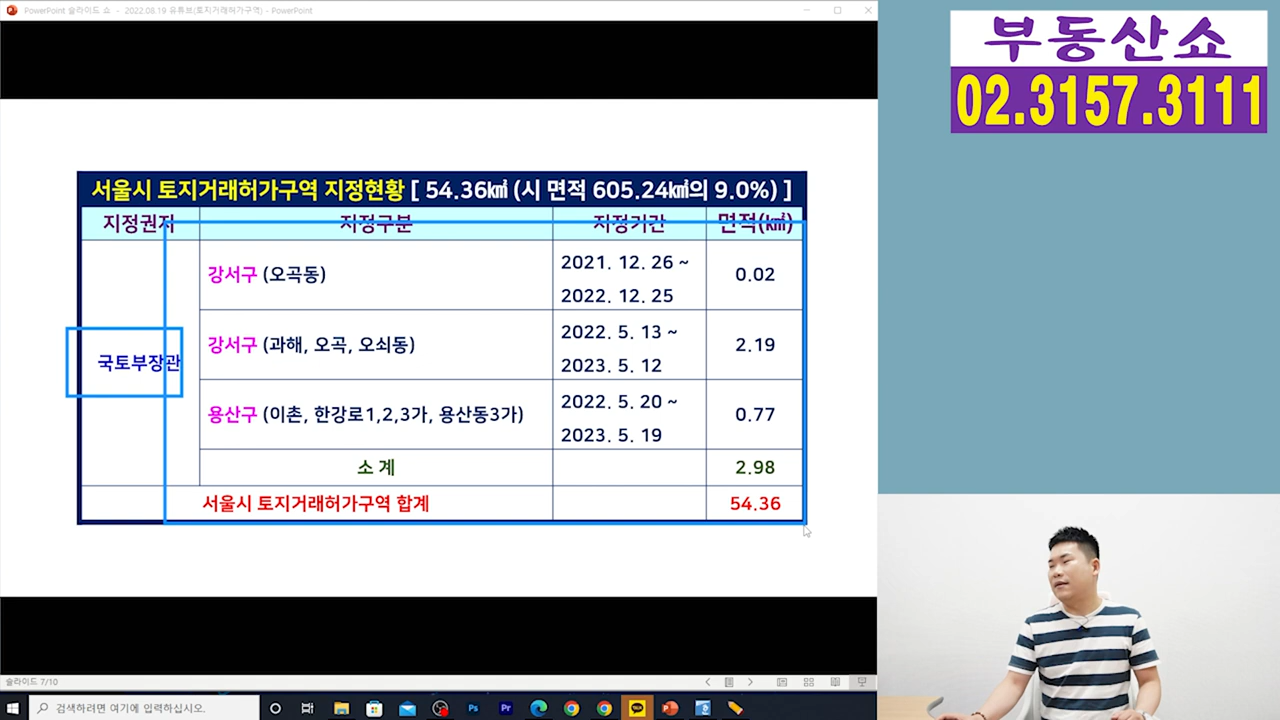 PowerPoint 슬라이드 쇼 - 2022.08.19 유튜브(토지거래허가구역) - PowerPoint
부동산쇼
02.3157.3111
서울시 토지거래허가구역 지정현황 [ 54.36㎢ (시 면적 605.24㎢의 9.0%) ]
지정권자 지정구분 지정기간 면적(㎢)
강서구 (오곡동) 2021. 12. 26 ~ 2022. 12. 25 0.02
국토부장관
강서구 (과해, 오곡, 오쇠동) 2022. 5. 13 ~ 2023. 5. 12 2.19
용산구 (이촌, 한강로1,2,3가, 용산동3가) 2022. 5. 20 ~ 2023. 5. 19 0.77
소 계 2.98
서울시 토지거래허가구역 합계 54.36
슬라이드 7/10
검색하려면 여기에 입력하십시오.